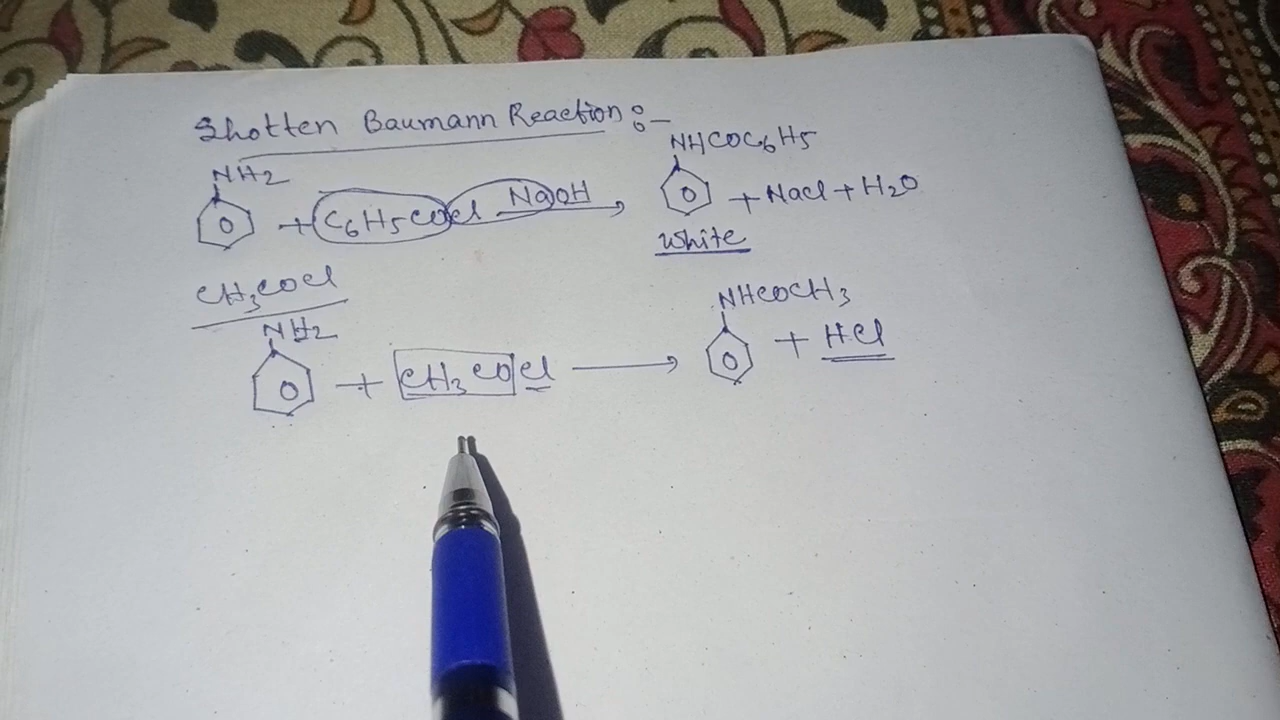 Shotten Baumann Reaction :-
NH2 NHCOC6H5
+ C6H5COCl NaOH → + NaCl + H2O
White
CH3COCl
NH2 NHCOCH3
+ CH3COCl → + HCl